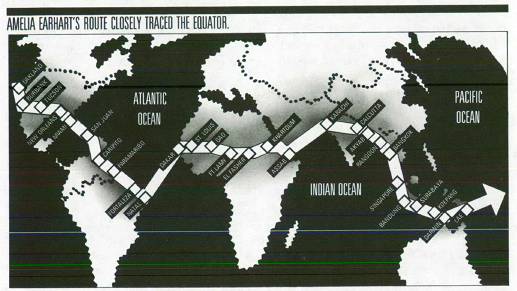 AMELIA EARHART'S ROUTE CLOSELY TRACED THE EQUATOR.
OAKLAND
BURBANK
TUCSON
NEW ORLEANS
MIAMI
SAN JUAN
CARIPITO
PARAMARIBO
FORTALEZA
NATAL
ATLANTIC
OCEAN
DAKAR
ST. LOUIS
GAO
FT. LAMY
EL FASHER
KHARTOUM
ASSAB
KARACHI
CALCUTTA
AKYAB
RANGOON
BANGKOK
INDIAN OCEAN
SINGAPORE
BANDUNG
SURABAYA
KOEPANG
DARWIN
LAE
PACIFIC
OCEAN